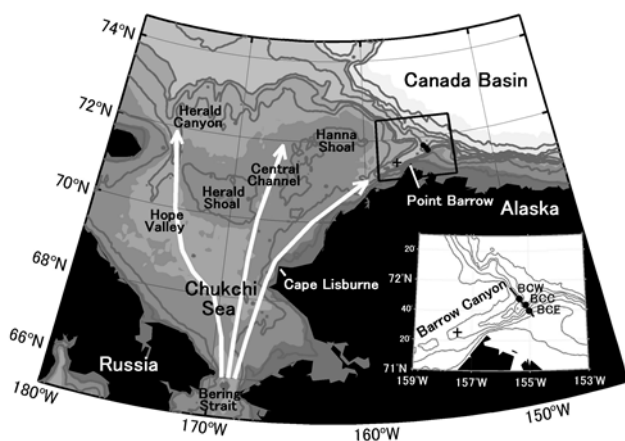 74°N
Canada Basin
72°N
Herald
Canyon
Hanna
Shoal
Central
Channel
70°N
Herald
Shoal
Point Barrow
Alaska
Hope
Valley
68°N
Cape Lisburne
Chukchi
Sea
66°N
Russia
Bering
Strait
180°W
170°W
160°W
150°W
20'
72°N
BCW
BCC
BCE
Barrow Canyon
40'
20'
71°N
159°W
157°W
155°W
153°W